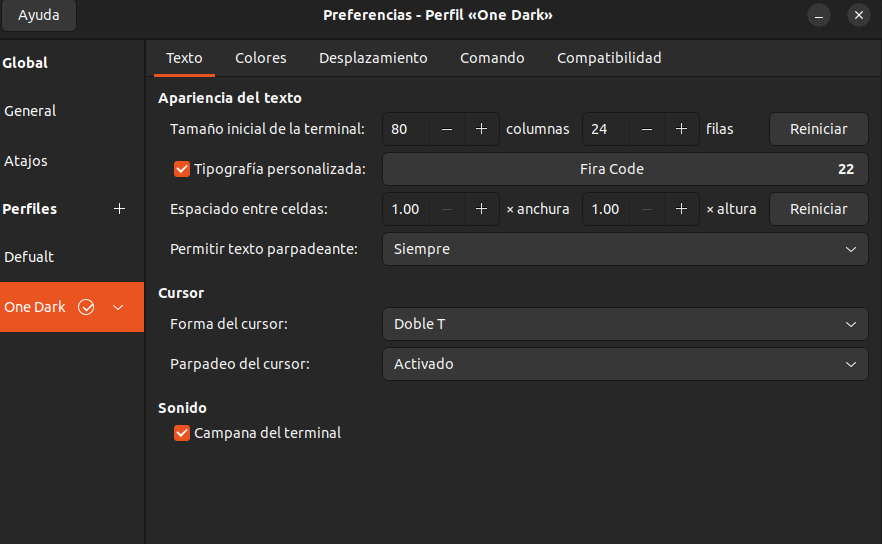 Ayuda
Preferencias - Perfil «One Dark»
Global
General
Atajos
Perfiles +
Defualt
One Dark
Texto Colores Desplazamiento Comando Compatibilidad
Apariencia del texto
Tamaño inicial de la terminal: 80 − + columnas 24 − + filas Reiniciar
Tipografía personalizada: Fira Code 22
Espaciado entre celdas: 1.00 − + × anchura 1.00 − + × altura Reiniciar
Permitir texto parpadeante: Siempre
Cursor
Forma del cursor: Doble T
Parpadeo del cursor: Activado
Sonido
Campana del terminal